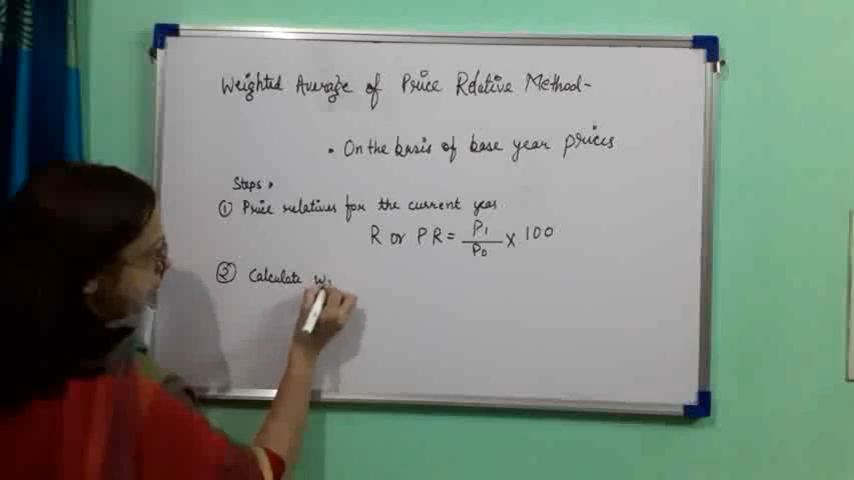 Weighted Average of Price Relative Method-
• On the basis of base year prices
Steps :
① Price relatives for the current year.
R or PR = P₁/P₀ × 100
② Calculate